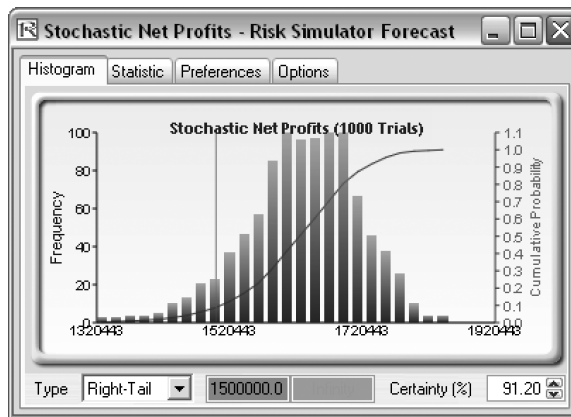 Stochastic Net Profits - Risk Simulator Forecast
Histogram Statistic Preferences Options
Stochastic Net Profits (1000 Trials)
Frequency
100
80
60
40
20
0
1320443 1520443 1720443 1920443
1.1
1.0
0.9
0.8
0.7
0.6
0.5
0.4
0.3
0.2
0.1
0.0
Cumulative Probability
Type Right-Tail 1500000.0 Certainty (%) 91.20